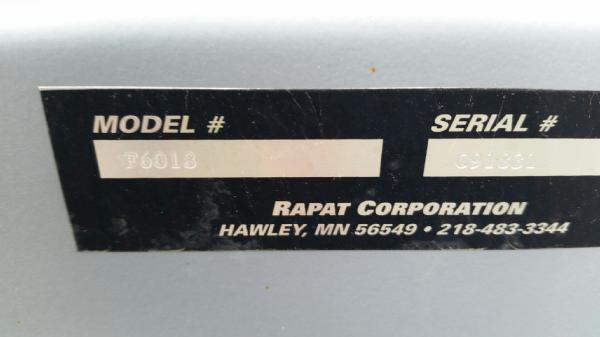 MODEL # SERIAL #
F6018
RAPAT CORPORATION
HAWLEY, MN 56549 • 218-483-3344